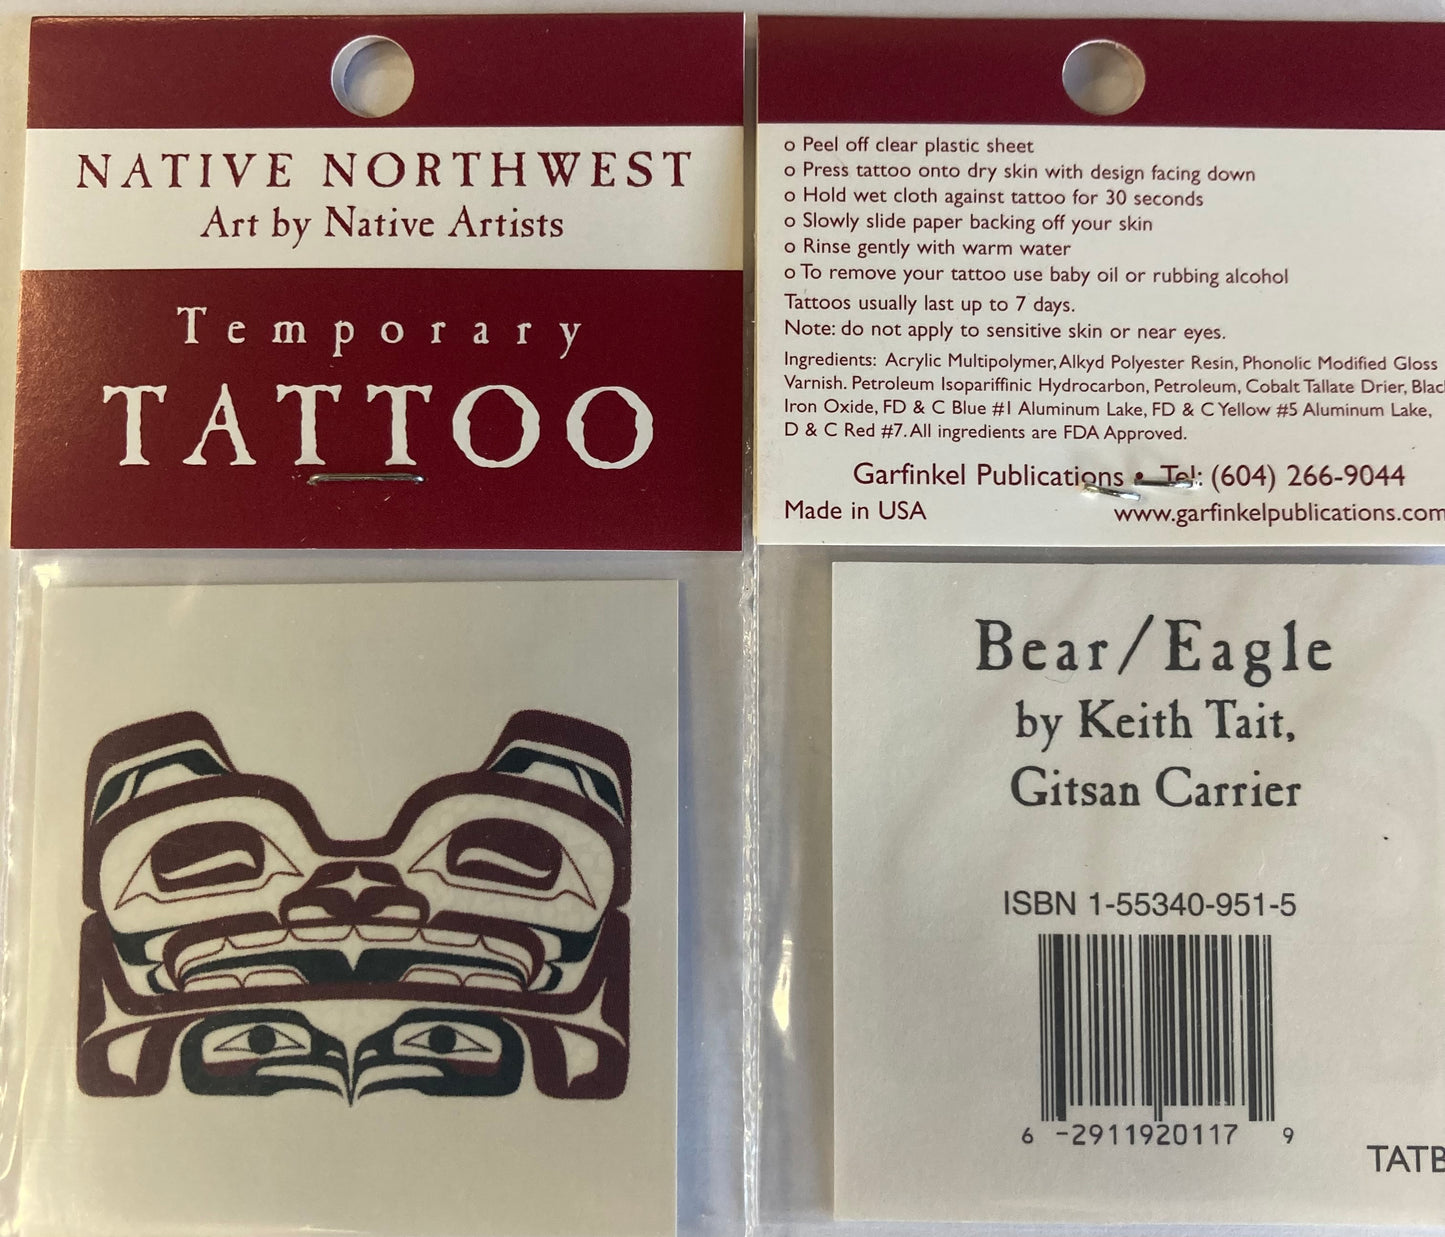 NATIVE NORTHWEST
Art by Native Artists
Temporary
TATTOO
o Peel off clear plastic sheet
o Press tattoo onto dry skin with design facing down
o Hold wet cloth against tattoo for 30 seconds
o Slowly slide paper backing off your skin
o Rinse gently with warm water
o To remove your tattoo use baby oil or rubbing alcohol
Tattoos usually last up to 7 days.
Note: do not apply to sensitive skin or near eyes.
Ingredients: Acrylic Multipolymer, Alkyd Polyester Resin, Phonolic Modified Gloss
Varnish. Petroleum Isopariffinic Hydrocarbon, Petroleum, Cobalt Tallate Drier, Blac
Iron Oxide, FD & C Blue #1 Aluminum Lake, FD & C Yellow #5 Aluminum Lake,
D & C Red #7. All ingredients are FDA Approved.
Garfinkel Publications • Tel: (604) 266-9044
Made in USA www.garfinkelpublications.com
Bear/Eagle
by Keith Tait,
Gitsan Carrier
ISBN 1-55340-951-5
6 -2911920117 9
TATB